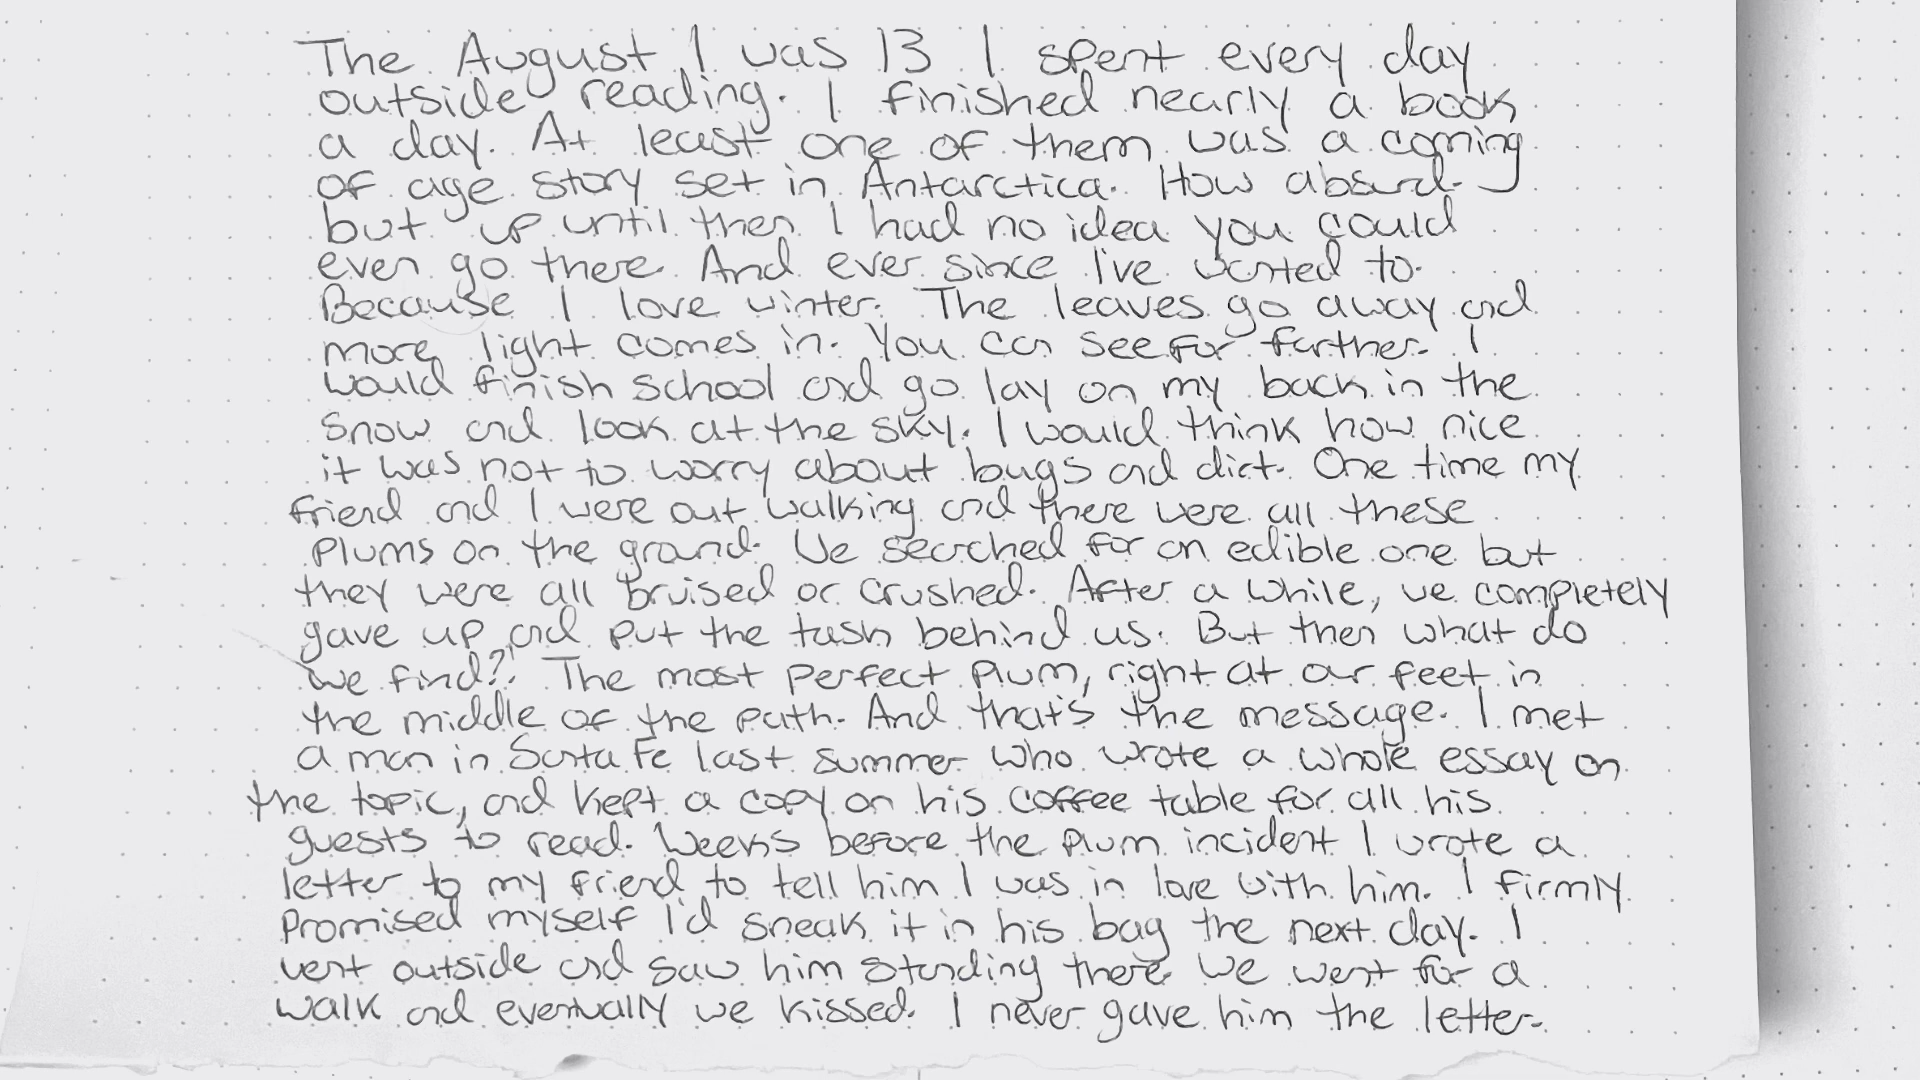 The August I was 13 I spent every day
outside reading. I finished nearly a book
a day. At least one of them was a coming
of age story set in Antarctica. How absurd.
but up until then I had no idea you could
even go there. And ever since I've wanted to.
Because I love winter. The leaves go away and
more light comes in. You can see far farther. I
would finish school and go lay on my back in the
snow and look at the sky. I would think how nice
it was not to worry about bugs and dirt. One time my
friend and I were out walking and there were all these
plums on the ground. We searched for an edible one but
they were all bruised or crushed. After a while, we completely
gave up and put the task behind us. But then what do
we find?! The most perfect plum, right at our feet in
the middle of the path. And that's the message. I met
a man in Santa Fe last summer who wrote a whole essay on
the topic, and kept a copy on his coffee table for all his
guests to read. Weeks before the plum incident I wrote a
letter to my friend to tell him I was in love with him. I firmly
promised myself I'd sneak it in his bag the next day. I
went outside and saw him standing there. We went for a
walk and eventually we kissed. I never gave him the letter.